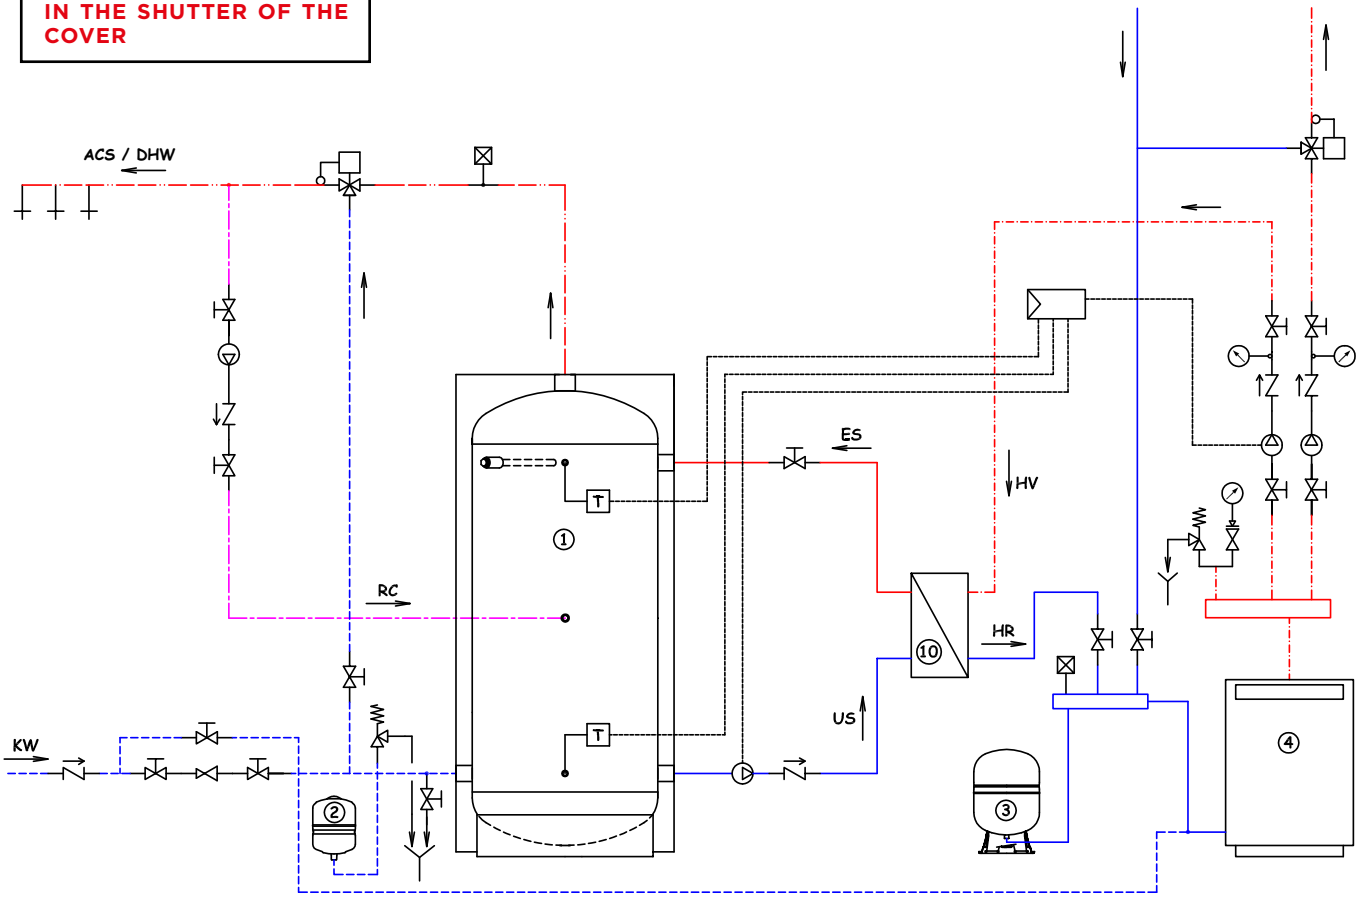 IN THE SHUTTER OF THE
COVER
ACS / DHW
ES
HV
T
1
RC
HR
10
US
KW
T
2
3
4